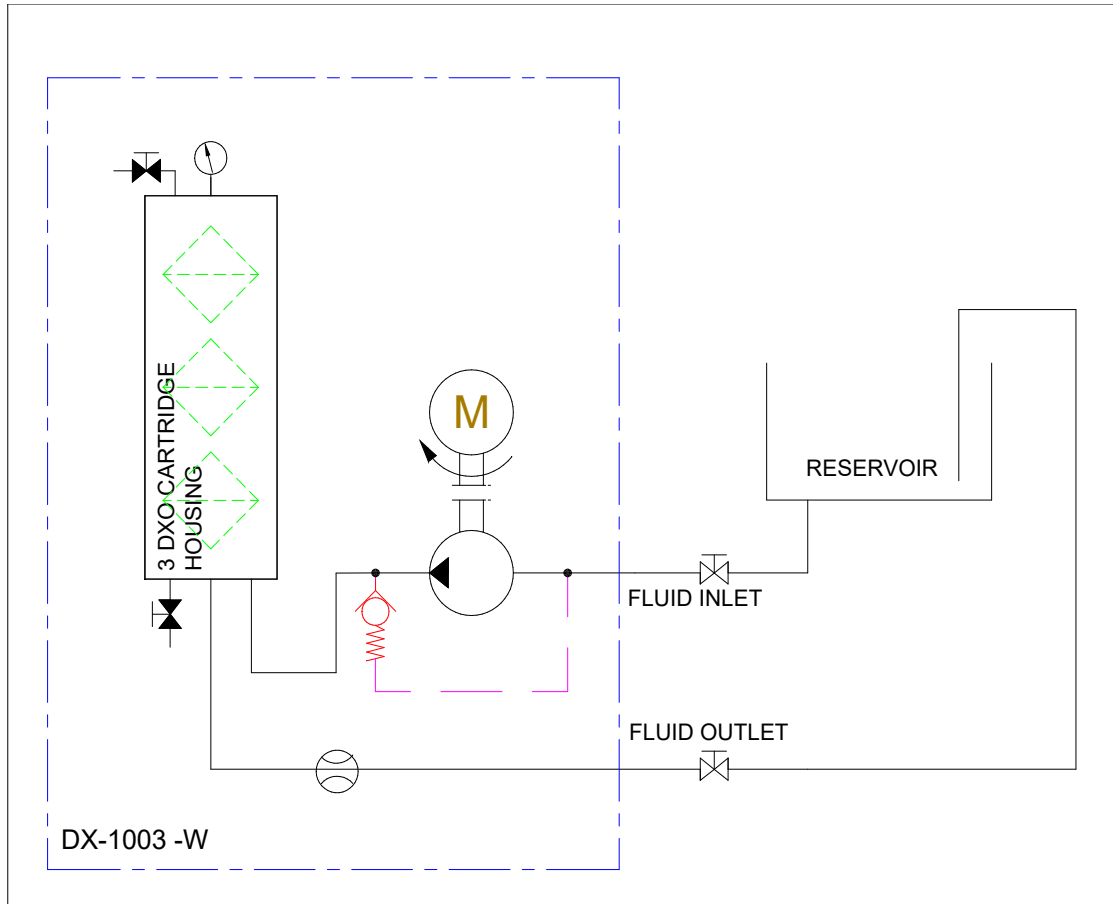 3 DXO CARTRIDGE
HOUSING
M
RESERVOIR
FLUID INLET
FLUID OUTLET
DX-1003 -W